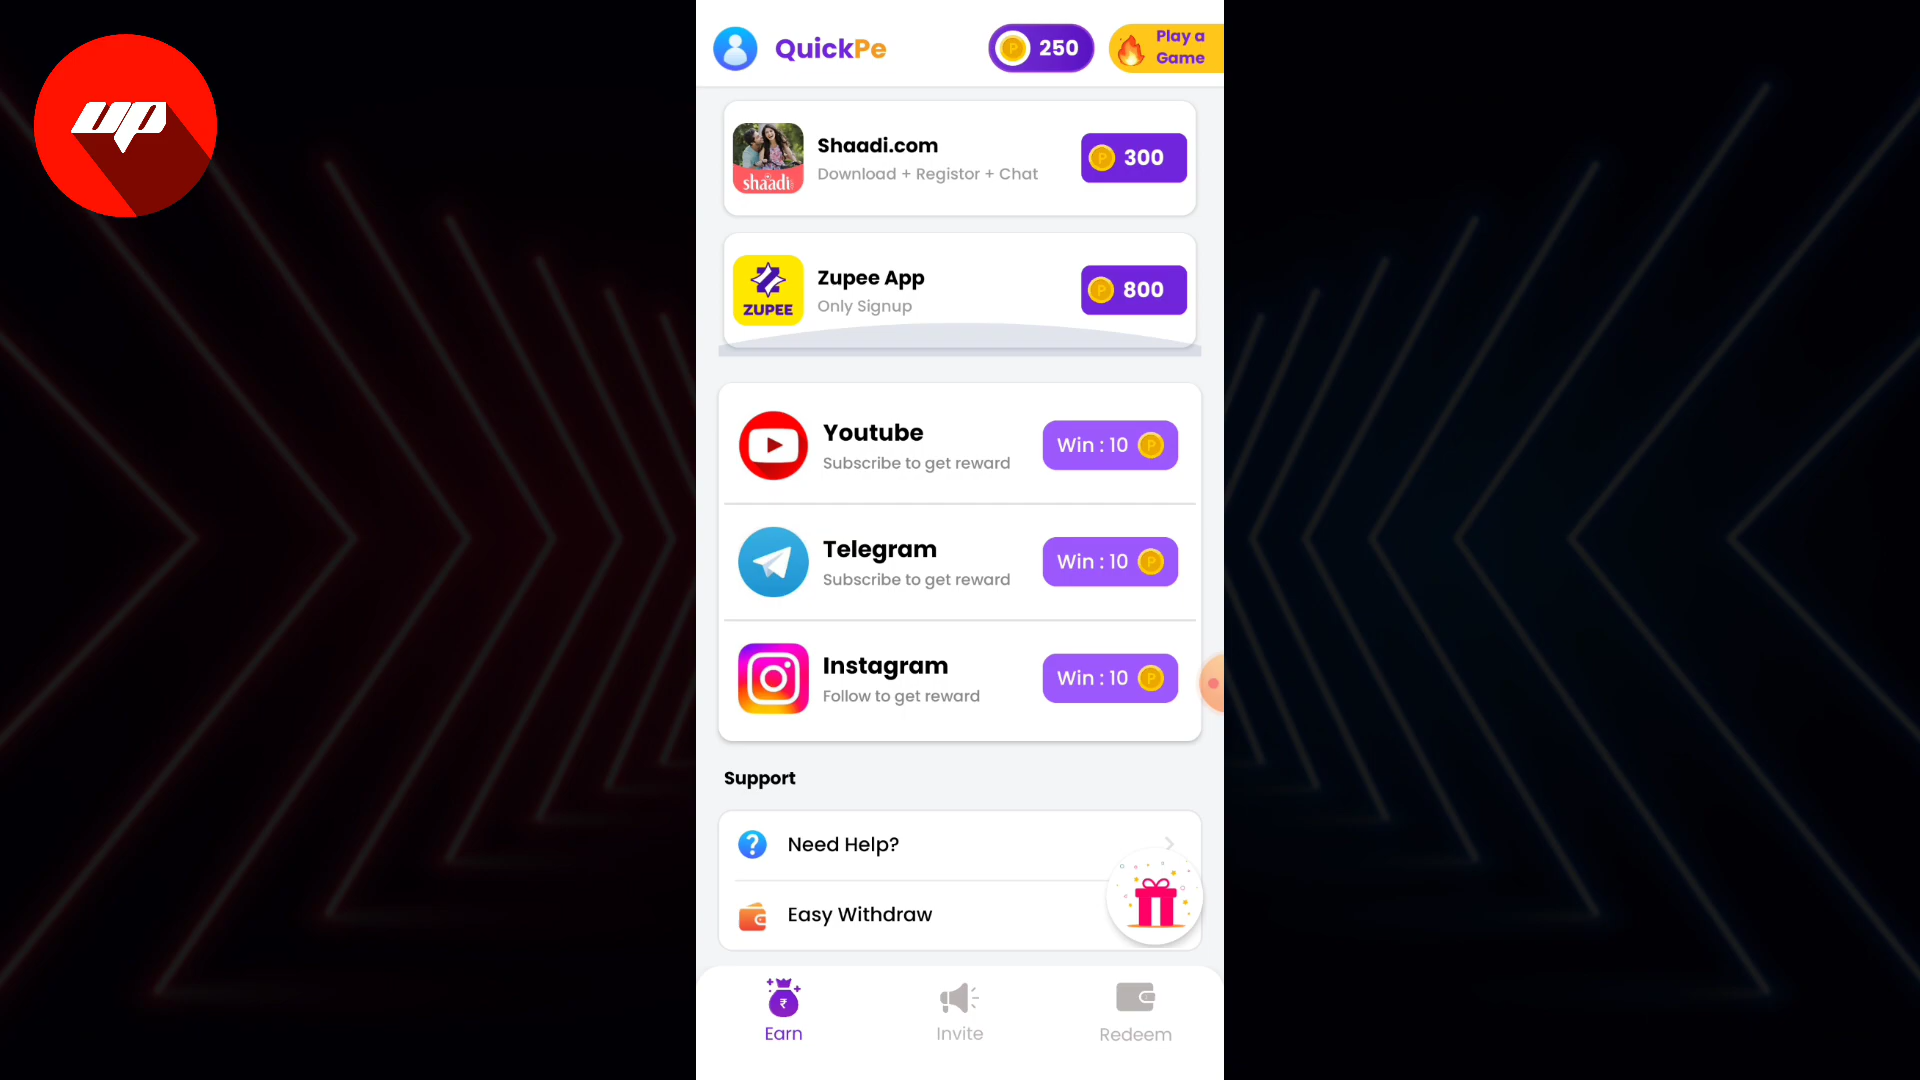 up
QuickPe
250
Play a
Game
Shaadi.com
Download + Registor + Chat
shaadi
300
Zupee App
Only Signup
ZUPEE
800
Youtube
Subscribe to get reward
Win : 10
Telegram
Subscribe to get reward
Win : 10
Instagram
Follow to get reward
Win : 10
Support
Need Help?
Easy Withdraw
Earn
Invite
Redeem